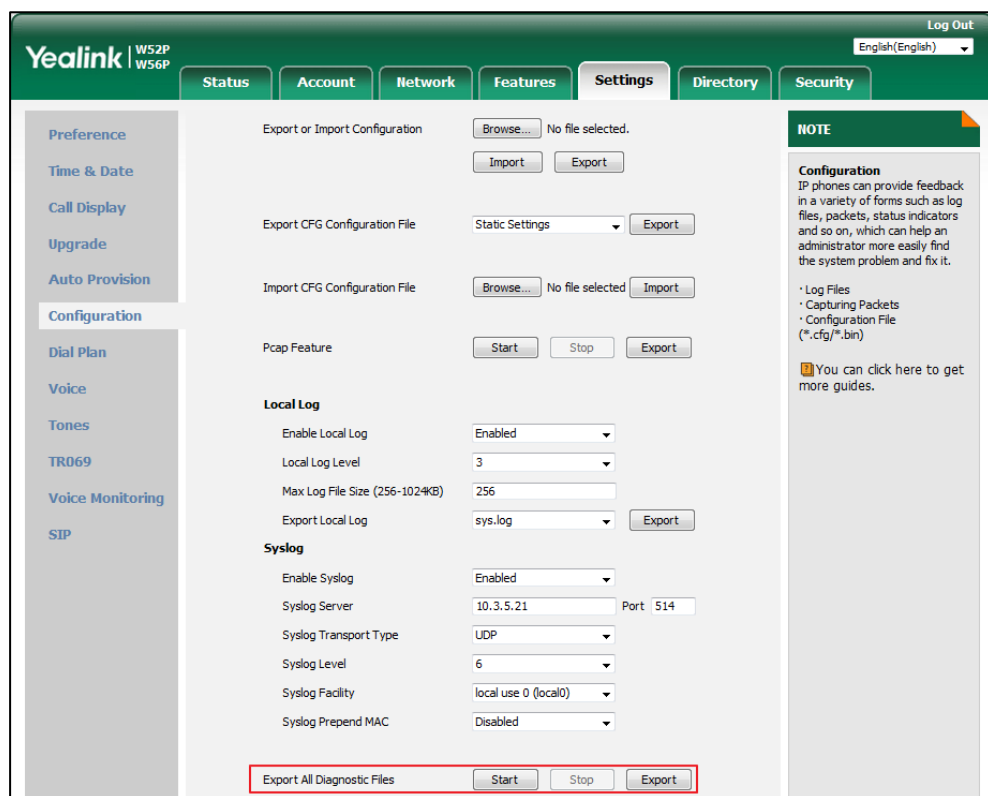 Log Out
Yealink W52P W56P
English(English)
Status Account Network Features Settings Directory Security
Preference
Time & Date
Call Display
Upgrade
Auto Provision
Configuration
Dial Plan
Voice
Tones
TR069
Voice Monitoring
SIP
Export or Import Configuration Browse... No file selected.
Import Export
Export CFG Configuration File Static Settings Export
Import CFG Configuration File Browse... No file selected Import
Pcap Feature Start Stop Export
Local Log
Enable Local Log Enabled
Local Log Level 3
Max Log File Size (256-1024KB) 256
Export Local Log sys.log Export
Syslog
Enable Syslog Enabled
Syslog Server 10.3.5.21 Port 514
Syslog Transport Type UDP
Syslog Level 6
Syslog Facility local use 0 (local0)
Syslog Prepend MAC Disabled
Export All Diagnostic Files Start Stop Export
NOTE
Configuration
IP phones can provide feedback
in a variety of forms such as log
files, packets, status indicators
and so on, which can help an
administrator more easily find
the system problem and fix it.
· Log Files
· Capturing Packets
· Configuration File
(*.cfg/*.bin)
You can click here to get
more guides.